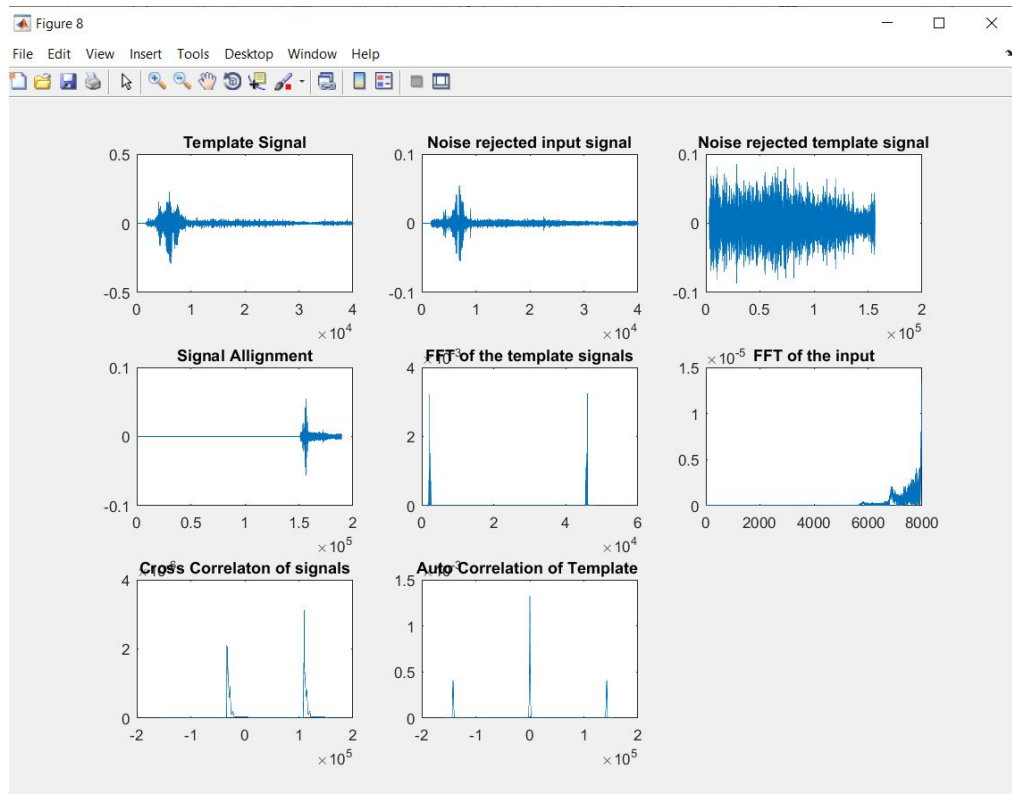 Figure 8
File Edit View Insert Tools Desktop Window Help
Template Signal
0.5
0
-0.5
0 1 2 3 4
×10^4
Noise rejected input signal
0.1
0
-0.1
0 1 2 3 4
×10^4
Noise rejected template signal
0.1
0
-0.1
0 0.5 1 1.5 2
×10^5
Signal Allignment
0.1
0
-0.1
0 0.5 1 1.5 2
×10^5
FFT of the template signals
4
2
0
0 2 4 6
×10^4
×10^-5 FFT of the input
1.5
1
0.5
0
0 2000 4000 6000 8000
Cross Correlaton of signals
4
2
0
-2 -1 0 1 2
×10^5
Auto Correlation of Template
1.5
1
0.5
0
-2 -1 0 1 2
×10^5